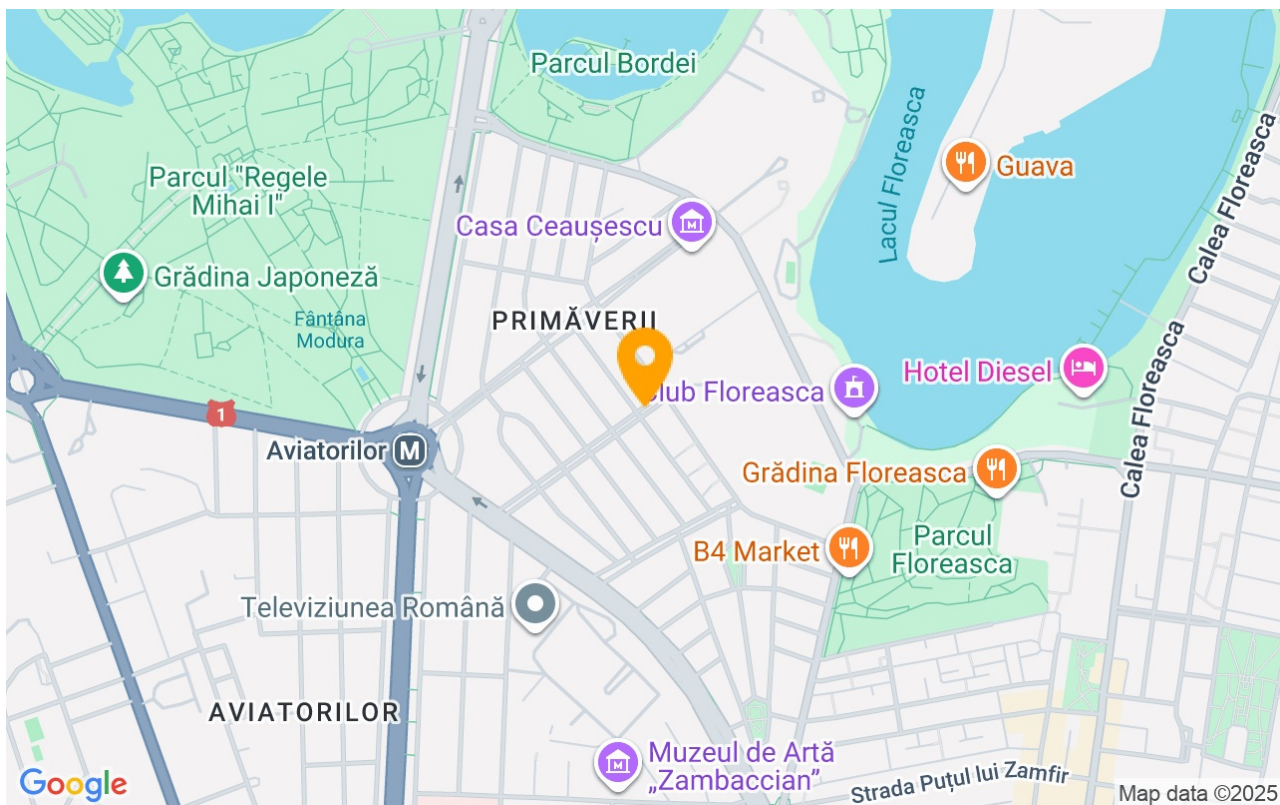 Parcul Bordei
Parcul "Regele
Mihai I"
Guava
Lacul Floreasca
Calea Floreasca
Casa Ceaușescu
M
Grădina Japoneză
Fântâna
Modura
PRIMĂVERII
Calea Floreasca
Hotel Diesel
Club Floreasca
1
Aviatorilor
M
Grădina Floreasca
B4 Market
Parcul
Floreasca
Televiziunea Română
AVIATORILOR
M
Muzeul de Artă
„Zambaccian”
Strada Puțul lui Zamfir
Google
Map data ©2025